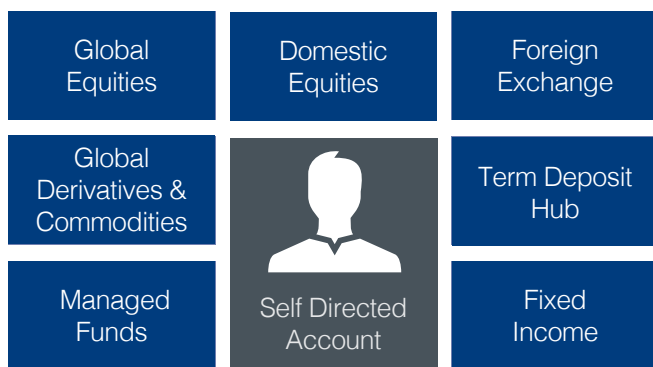 Global
Equities
Domestic
Equities
Foreign
Exchange
Global
Derivatives &
Commodities
Term Deposit
Hub
Managed
Funds
Self Directed
Account
Fixed
Income